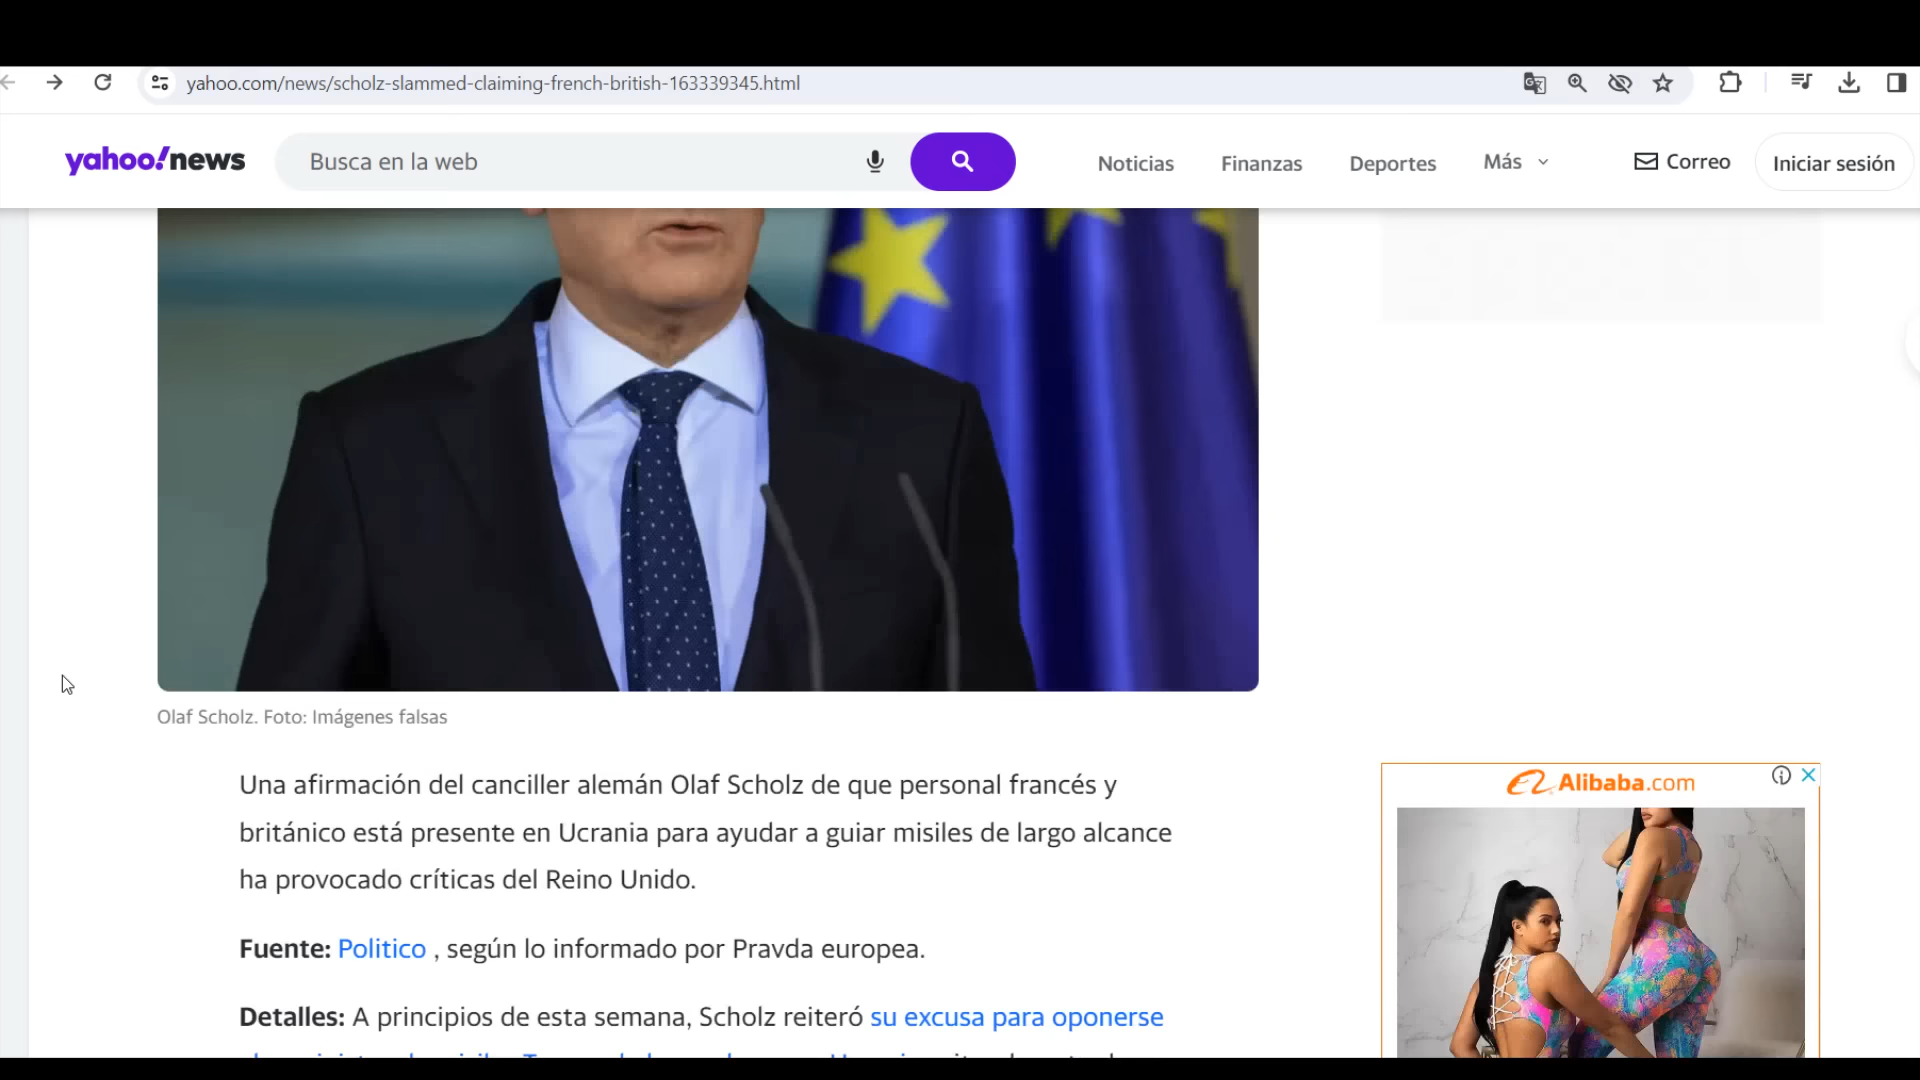 yahoo.com/news/scholz-slammed-claiming-french-british-163339345.html
yahoo!news
Busca en la web
Noticias
Finanzas
Deportes
Más
Correo
Iniciar sesión
Olaf Scholz. Foto: Imágenes falsas
Una afirmación del canciller alemán Olaf Scholz de que personal francés y
británico está presente en Ucrania para ayudar a guiar misiles de largo alcance
ha provocado críticas del Reino Unido.
Fuente: Politico , según lo informado por Pravda europea.
Detalles: A principios de esta semana, Scholz reiteró su excusa para oponerse
Alibaba.com